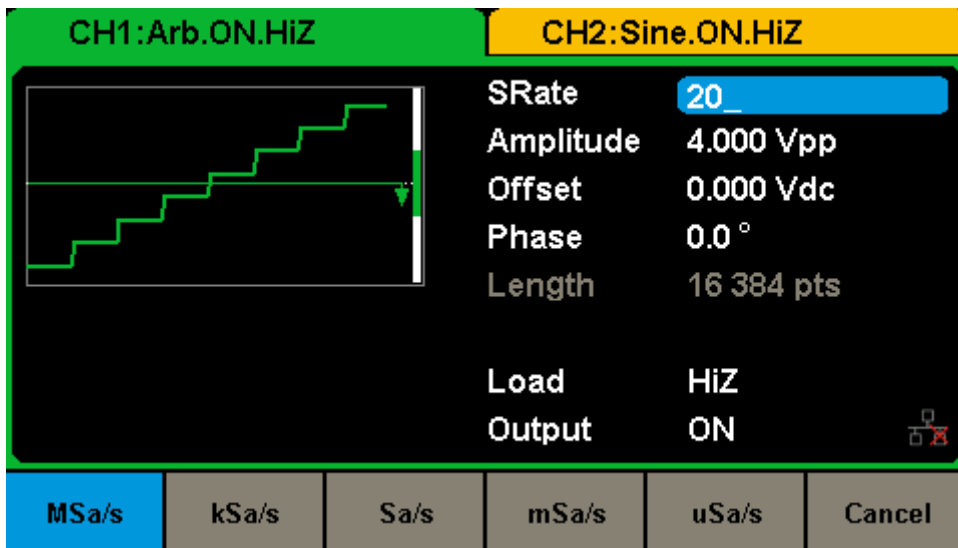 CH1:Arb.ON.HiZ
CH2:Sine.ON.HiZ
SRate 20_
Amplitude 4.000 Vpp
Offset 0.000 Vdc
Phase 0.0 °
Length 16 384 pts
Load HiZ
Output ON
MSa/s kSa/s Sa/s mSa/s uSa/s Cancel